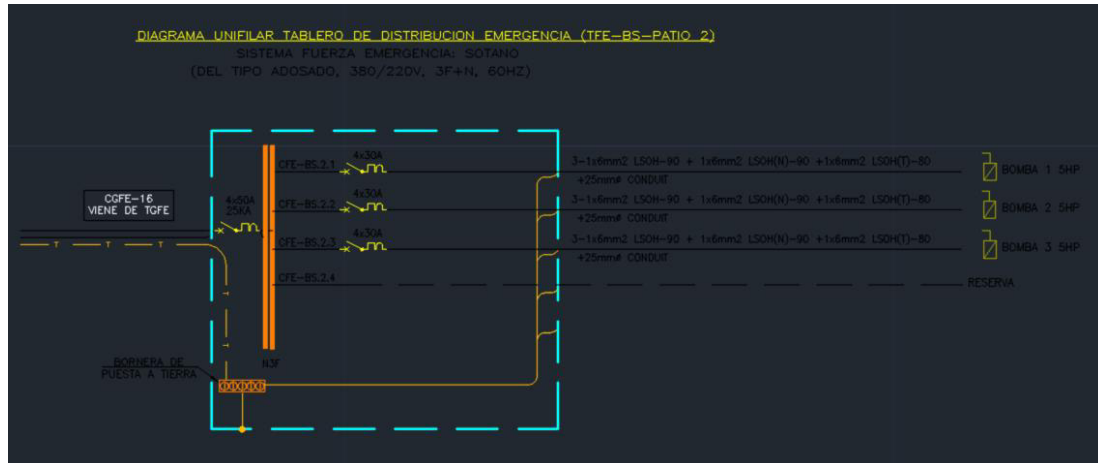 DIAGRAMA UNIFILAR TABLERO DE DISTRIBUCION EMERGENCIA (TFE-BS-PATIO 2)
SISTEMA FUERZA EMERGENCIA: SOTANO
(DEL TIPO ADOSADO, 380/220V, 3F+N, 60HZ)
CGFE-16
VIENE DE TGFE
4x50A
25KA
CFE-BS.2.1
4x30A
3-1x6mm2 LSOH-90 + 1x6mm2 LSOH(N)-90 +1x6mm2 LSOH(T)-80
+25mmø CONDUIT
BOMBA 1 5HP
CFE-BS.2.2
4x30A
3-1x6mm2 LSOH-90 + 1x6mm2 LSOH(N)-90 +1x6mm2 LSOH(T)-80
+25mmø CONDUIT
BOMBA 2 5HP
CFE-BS.2.3
4x30A
3-1x6mm2 LSOH-90 + 1x6mm2 LSOH(N)-90 +1x6mm2 LSOH(T)-80
+25mmø CONDUIT
BOMBA 3 5HP
CFE-BS.2.4
RESERVA
T T T
T
T
N3F
BORNERA DE
PUESTA A TIERRA